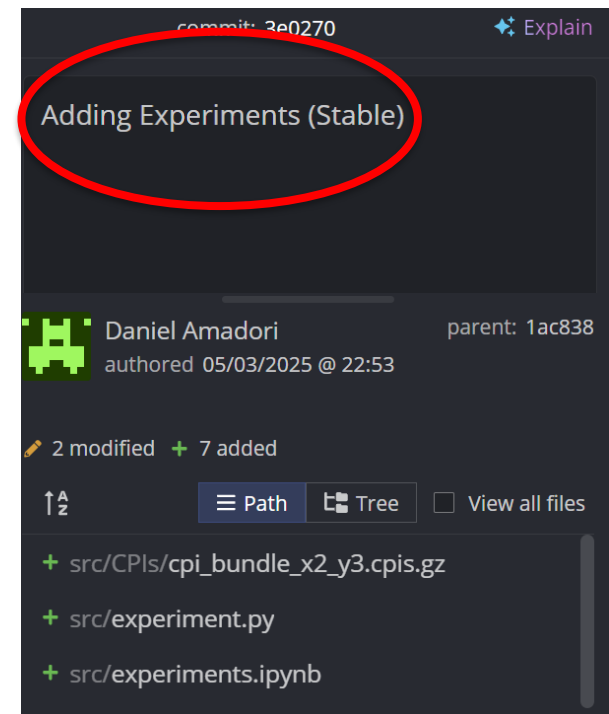 commit: 3e0270
Explain
Adding Experiments (Stable)
Daniel Amadori
parent: 1ac838
authored 05/03/2025 @ 22:53
2 modified + 7 added
Path
Tree
View all files
+ src/CPIs/cpi_bundle_x2_y3.cpis.gz
+ src/experiment.py
+ src/experiments.ipynb